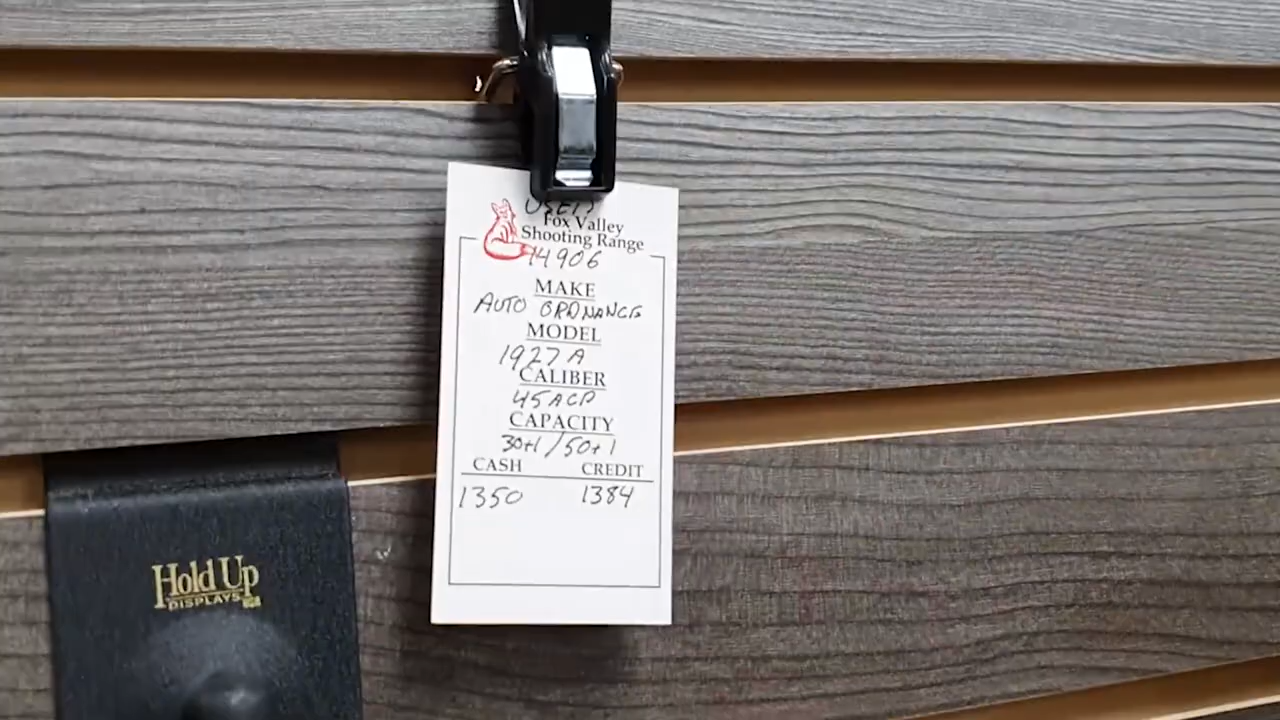 USED
Fox Valley
Shooting Range
14906
MAKE
AUTO ORDNANCE
MODEL
1927A
CALIBER
45 ACP
CAPACITY
30+1/50+1
CASH CREDIT
1350 1384
Hold Up
DISPLAYS